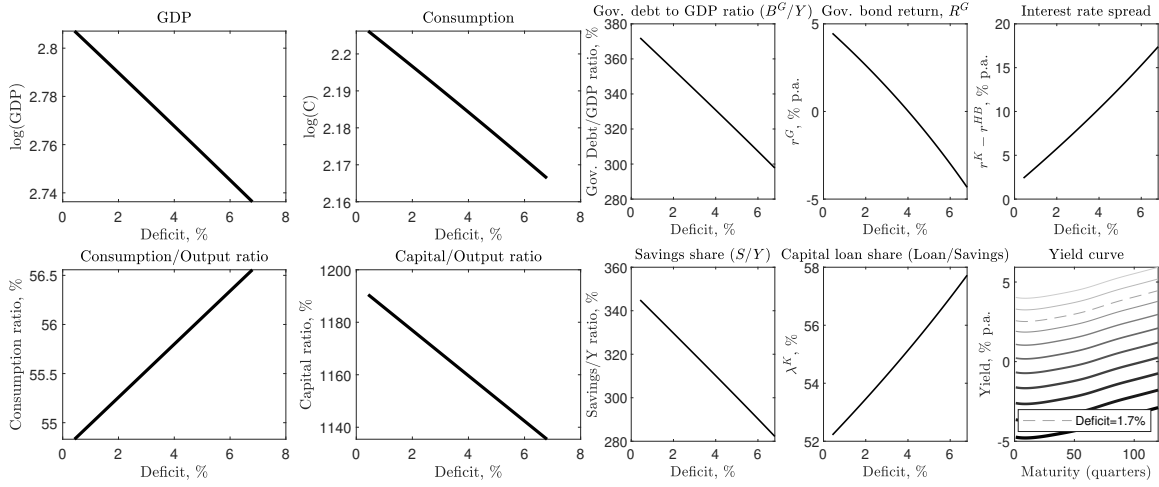 GDP
log(GDP)
2.8
2.78
2.76
2.74
0 2 4 6 8
Deficit, %
Consumption
log(C)
2.2
2.19
2.18
2.17
2.16
0 2 4 6 8
Deficit, %
Gov. debt to GDP ratio (B^G/Y)
Gov. Debt/GDP ratio, %
380
360
340
320
300
280
0 2 4 6
Deficit, %
Gov. bond return, R^G
r^G, % p.a.
5
0
-5
0 2 4 6
Deficit, %
Interest rate spread
r^K − r^HB, % p.a.
20
15
10
5
0
0 2 4 6
Deficit, %
Consumption/Output ratio
Consumption ratio, %
56.5
56
55.5
55
0 2 4 6 8
Deficit, %
Capital/Output ratio
Capital ratio, %
1200
1180
1160
1140
0 2 4 6 8
Deficit, %
Savings share (S/Y)
Savings/Y ratio, %
360
340
320
300
280
0 2 4 6
Deficit, %
Capital loan share (Loan/Savings)
λ^K, %
58
56
54
52
0 2 4 6
Deficit, %
Yield curve
Yield, % p.a.
5
0
-5
Deficit=1.7%
0 50 100
Maturity (quarters)